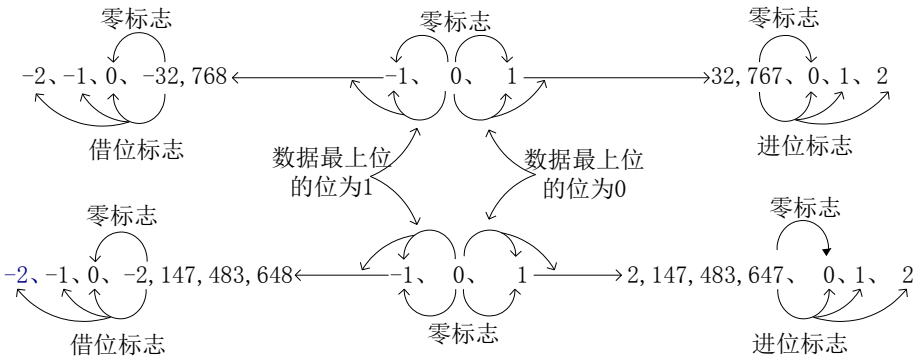 零标志 零标志 零标志
-2、-1、0、-32,768 -1、 0、 1 32,767、0、1、2
借位标志 进位标志
数据最上位
的位为1
数据最上位
的位为0
零标志 零标志
-2、-1、0、-2,147,483,648 -1、 0、 1 2,147,483,647、 0、1、 2
借位标志 零标志 进位标志